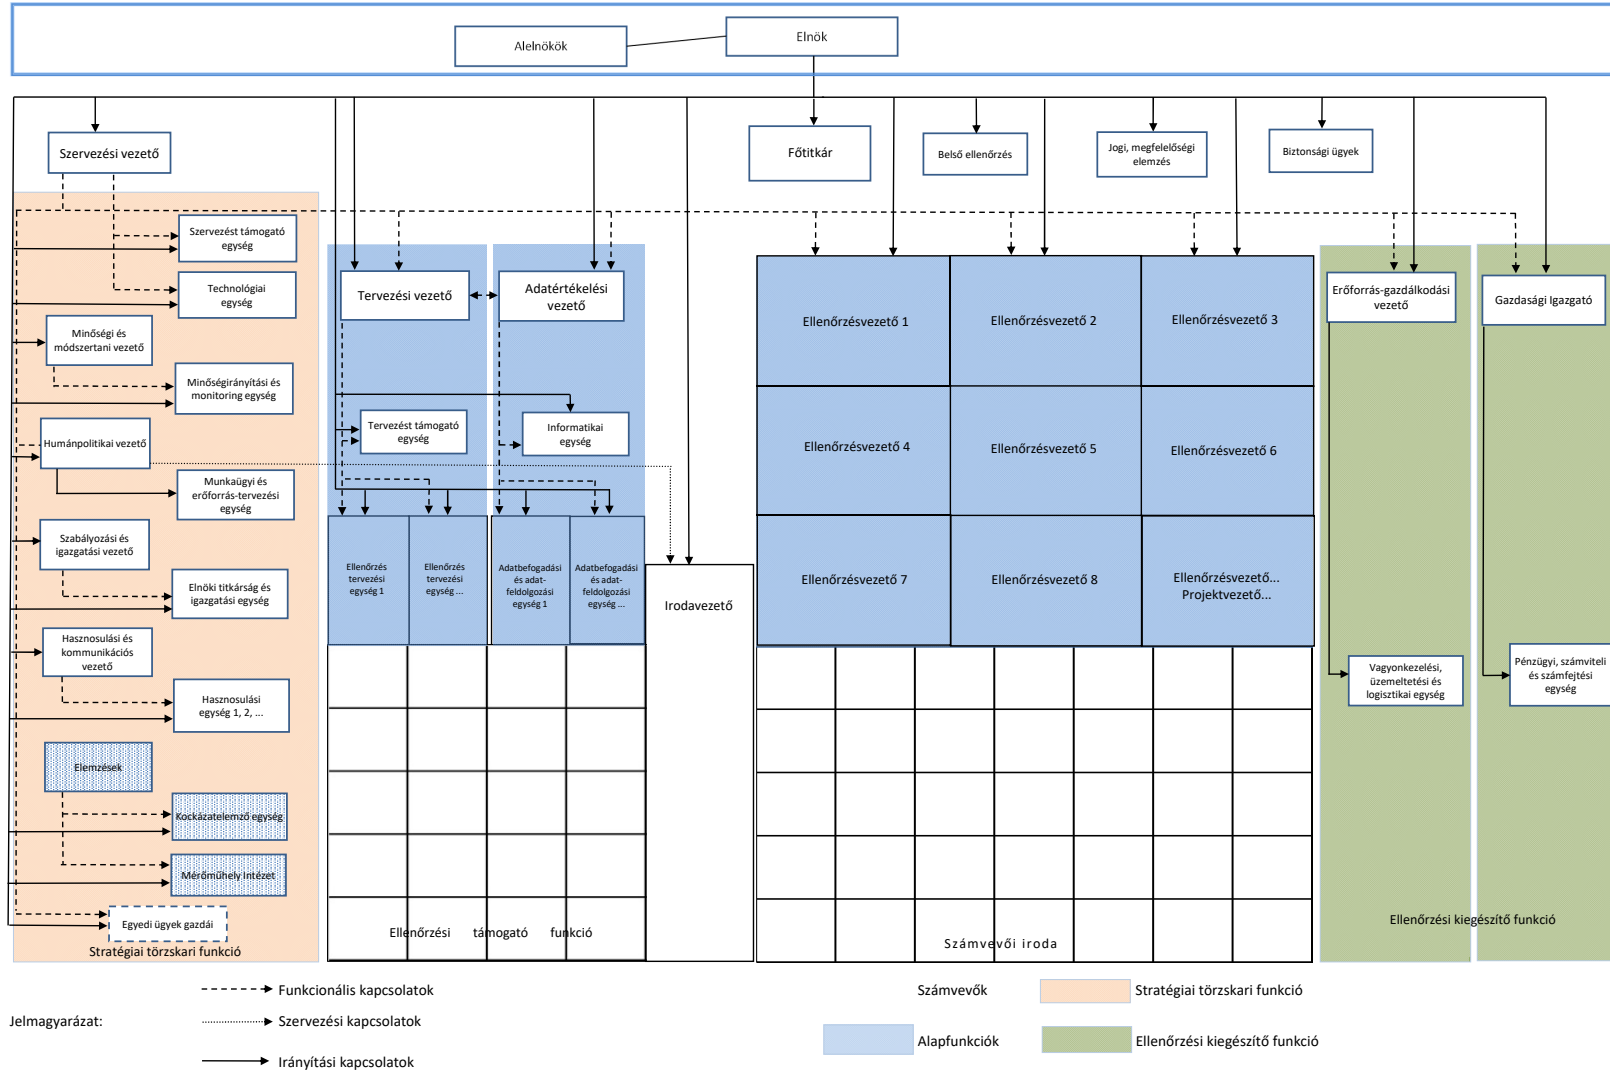 Alelnökök
Elnök
Szervezési vezető
Főtitkár
Belső ellenőrzés
Jogi, megfelelőségi
elemzés
Biztonsági ügyek
Szervezést támogató
egység
Technológiai
egység
Minőségi és
módszertani vezető
Minőségirányítási és
monitoring egység
Humánpolitikai vezető
Munkaügyi és
erőforrás-tervezési
egység
Szabályozási és
igazgatási vezető
Elnöki titkárság és
igazgatási egység
Hasznosulási és
kommunikációs
vezető
Hasznosulási
egység 1, 2, ...
Elemzések
Kockázatelemző egység
Mérőműhely Intézet
Egyedi ügyek gazdái
Stratégiai törzskari funkció
Tervezési vezető
Adatértékelési
vezető
Tervezést támogató
egység
Informatikai
egység
Ellenőrzés
tervezési
egység 1
Ellenőrzés
tervezési
egység ...
Adatbefogadási
és adat-
feldolgozási
egység 1
Adatbefogadási
és adat-
feldolgozási
egység ...
Irodavezető
Ellenőrzési támogató funkció
Ellenőrzésvezető 1
Ellenőrzésvezető 2
Ellenőrzésvezető 3
Ellenőrzésvezető 4
Ellenőrzésvezető 5
Ellenőrzésvezető 6
Ellenőrzésvezető 7
Ellenőrzésvezető 8
Ellenőrzésvezető...
Projektvezető...
Számvevői iroda
Erőforrás-gazdálkodási
vezető
Gazdasági Igazgató
Vagyonkezelési,
üzemeltetési és
logisztikai egység
Pénzügyi, számviteli
és számfejtési
egység
Ellenőrzési kiegészítő funkció
Jelmagyarázat:
Funkcionális kapcsolatok
Szervezési kapcsolatok
Irányítási kapcsolatok
Számvevők
Stratégiai törzskari funkció
Alapfunkciók
Ellenőrzési kiegészítő funkció